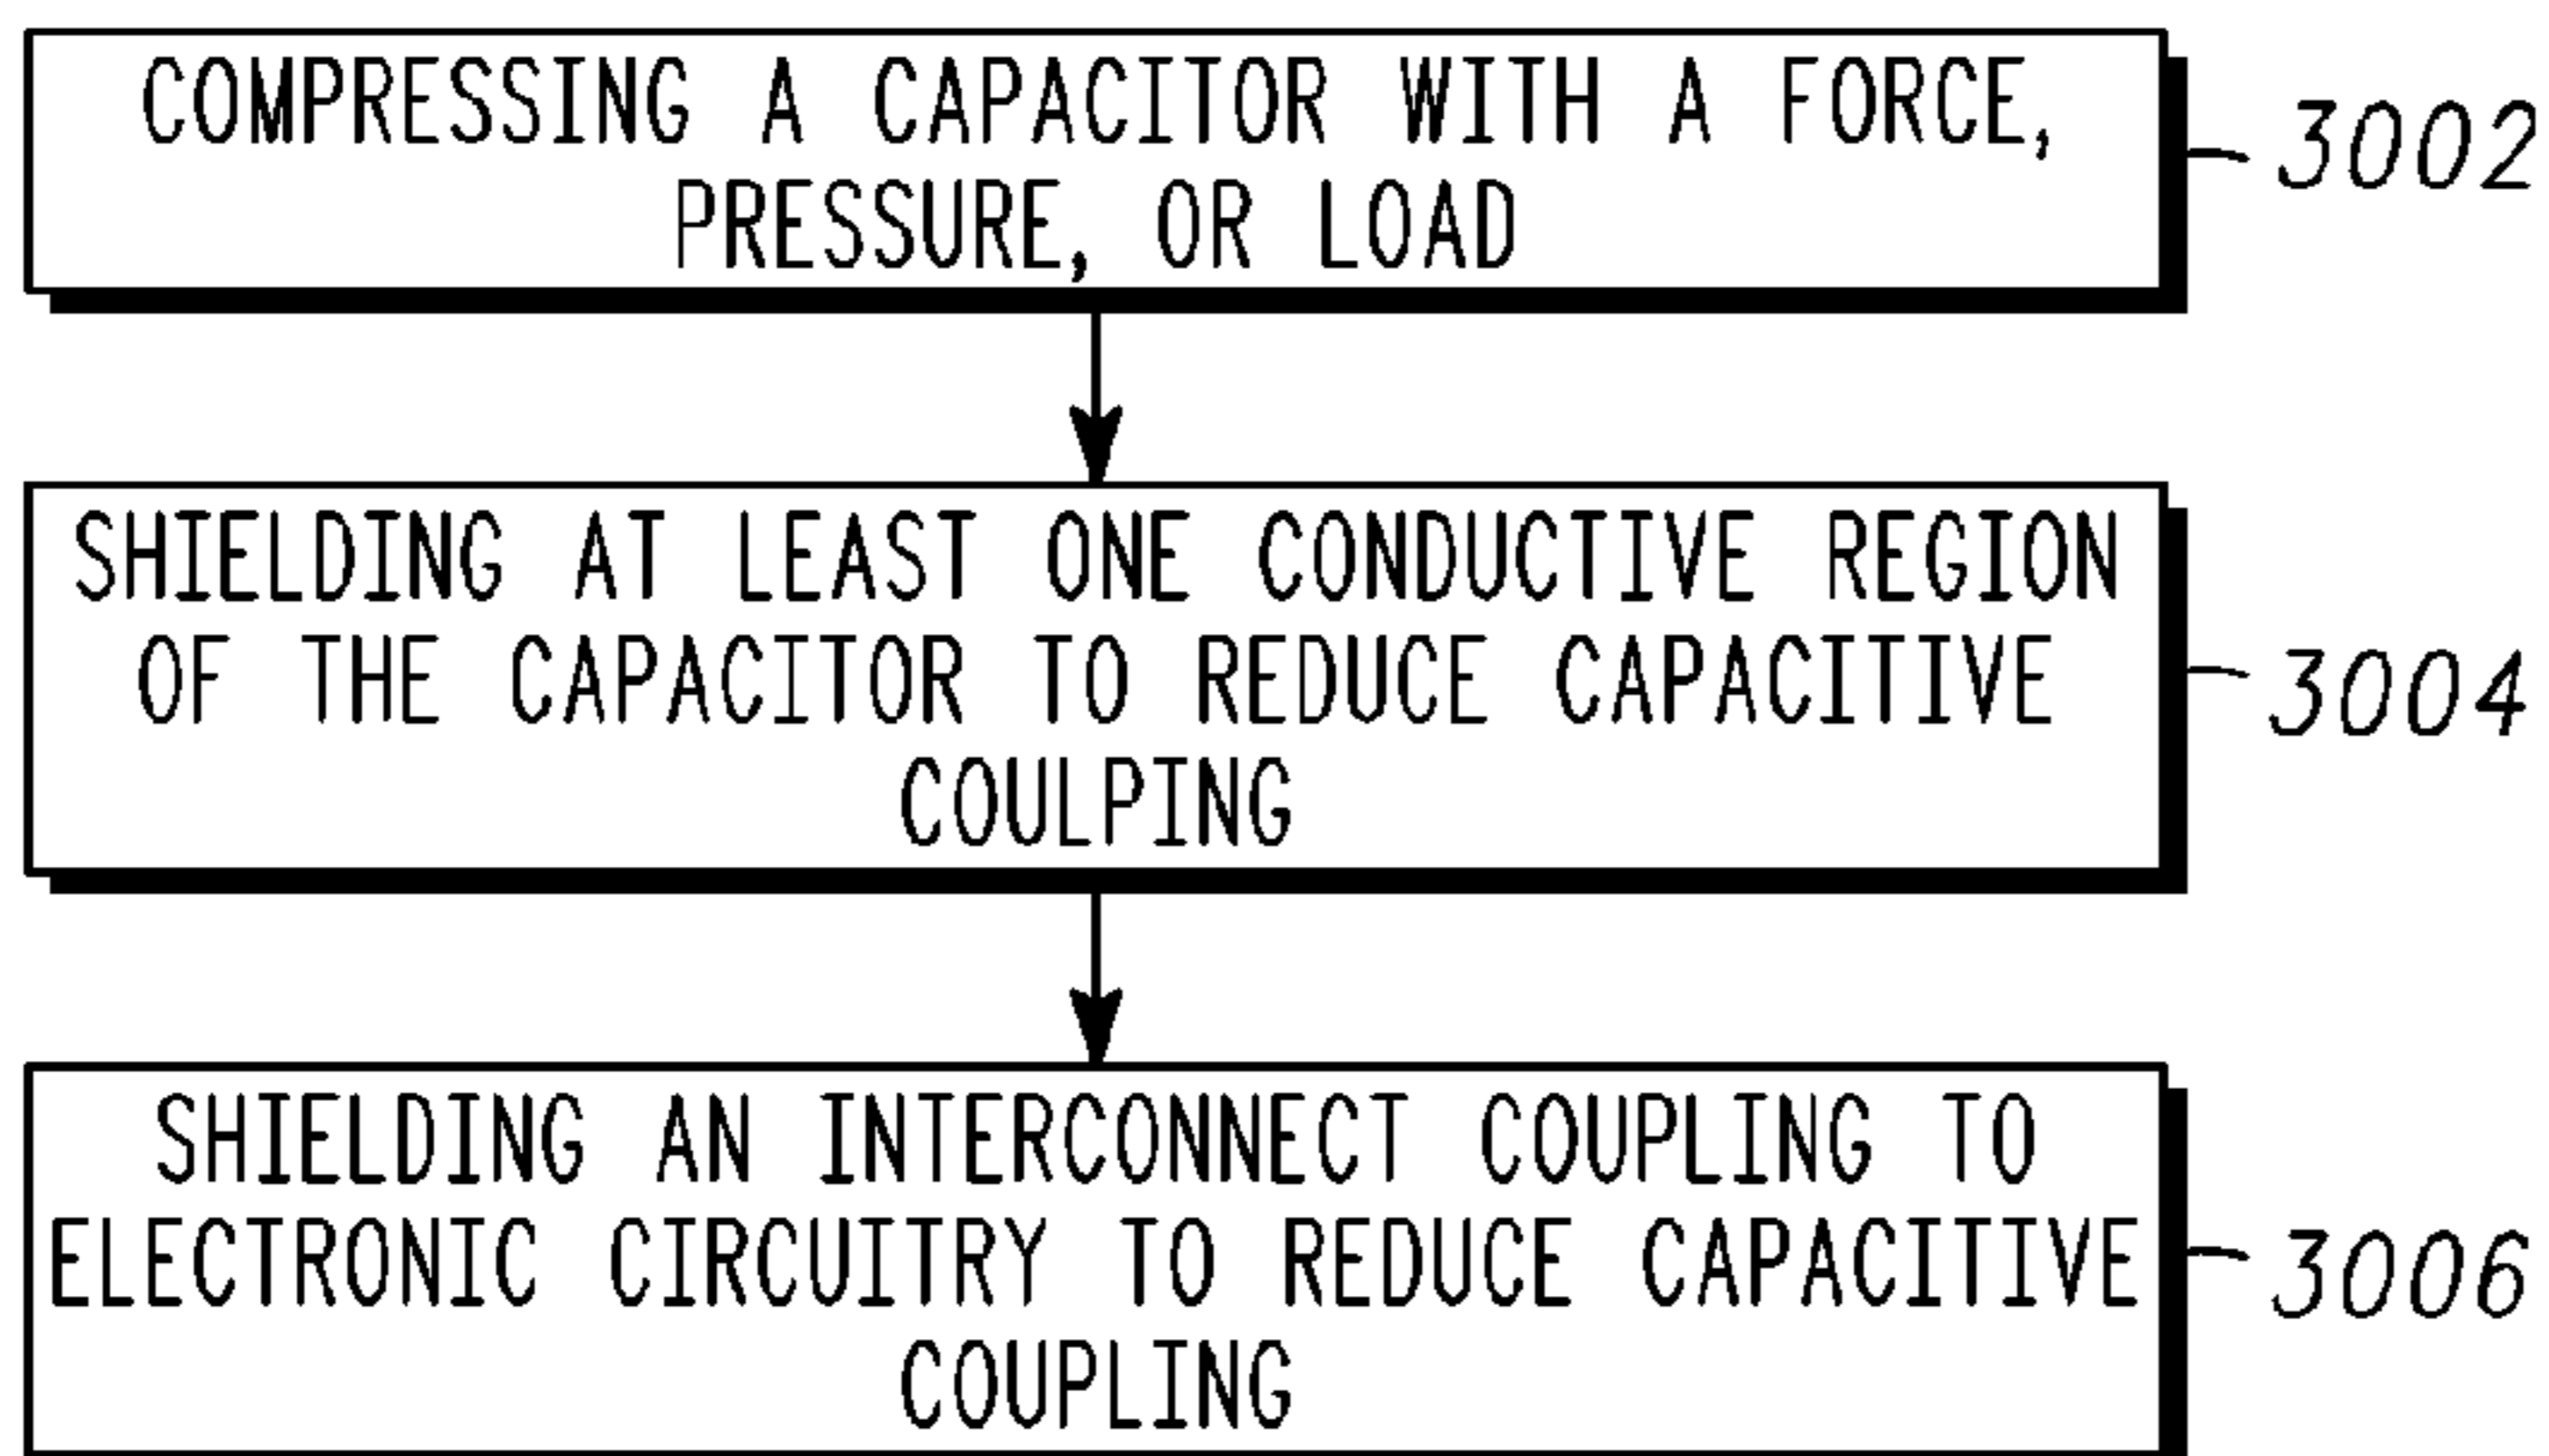 COMPRESSING A CAPACITOR WITH A FORCE,
PRESSURE, OR LOAD
3002
SHIELDING AT LEAST ONE CONDUCTIVE REGION
OF THE CAPACITOR TO REDUCE CAPACITIVE
COULPING
3004
SHIELDING AN INTERCONNECT COUPLING TO
ELECTRONIC CIRCUITRY TO REDUCE CAPACITIVE
COUPLING
3006